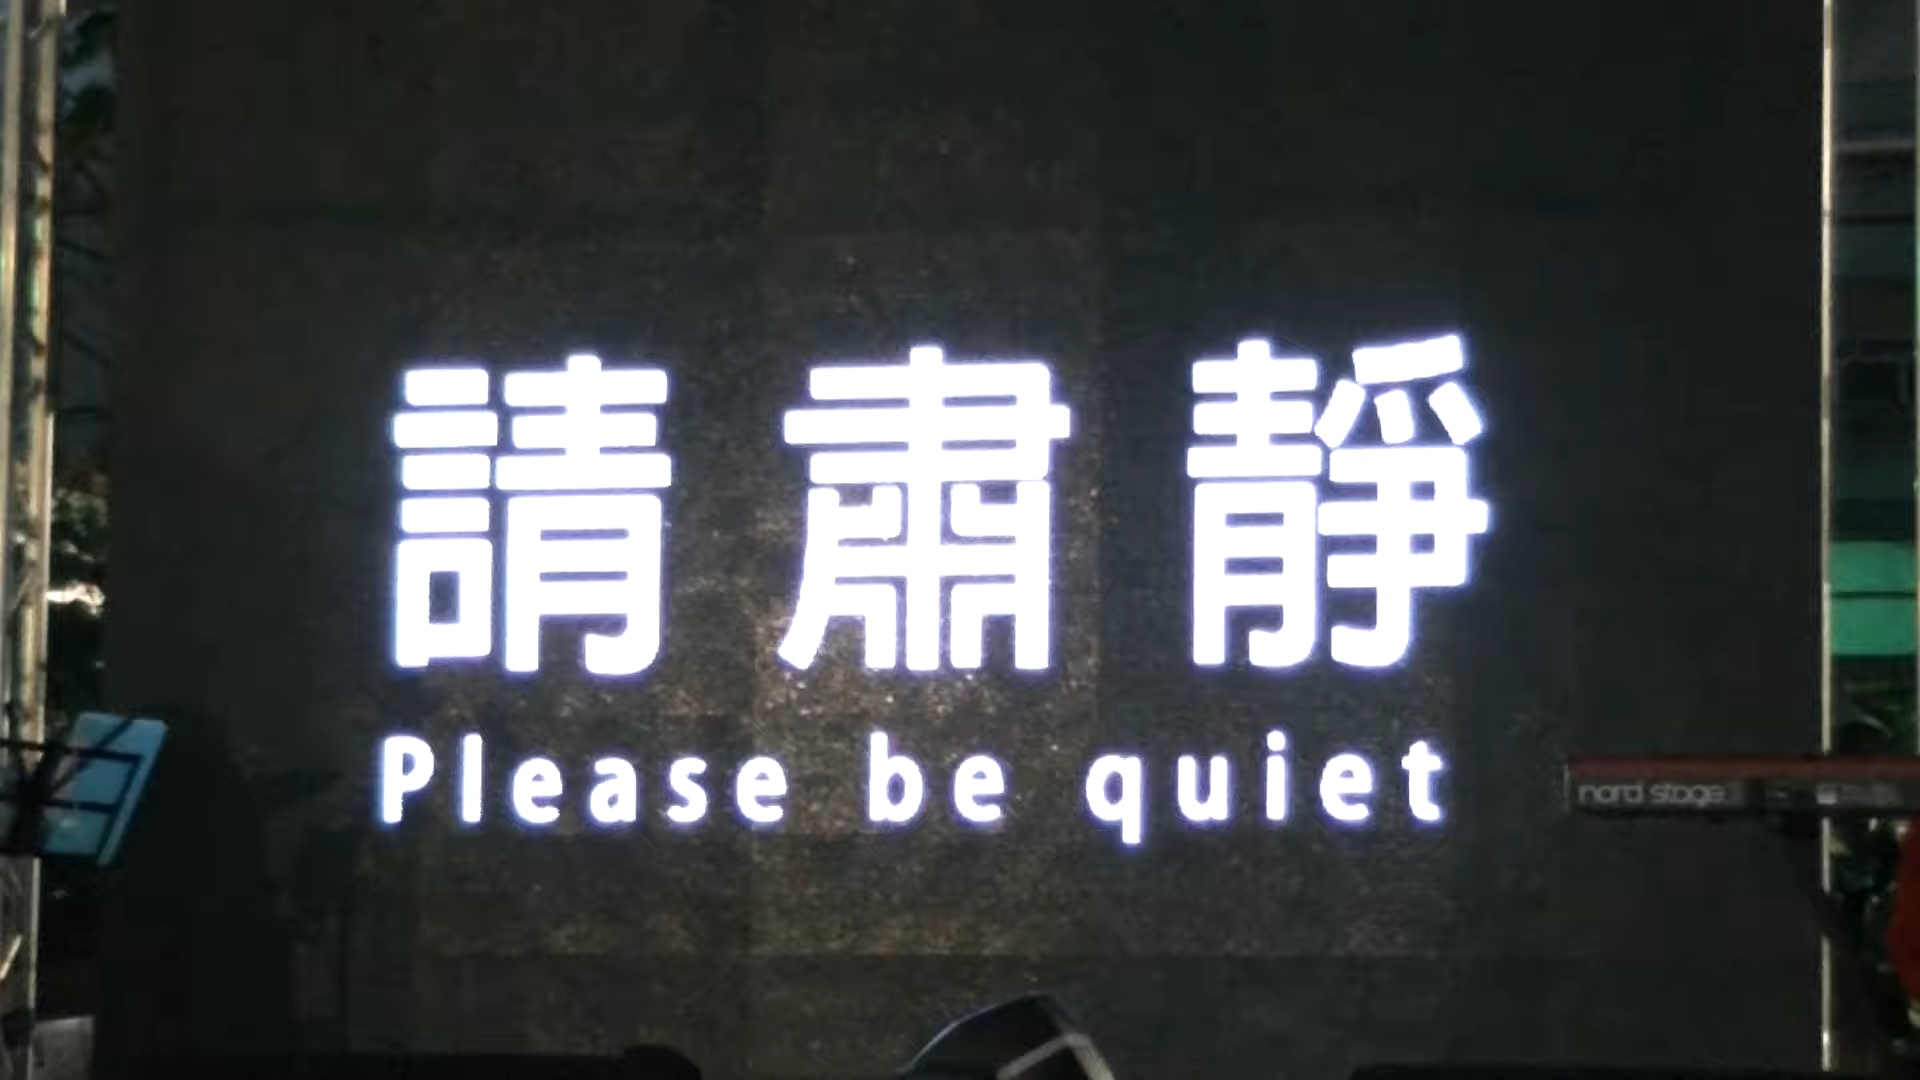 請肅靜
Please be quiet
nord stage